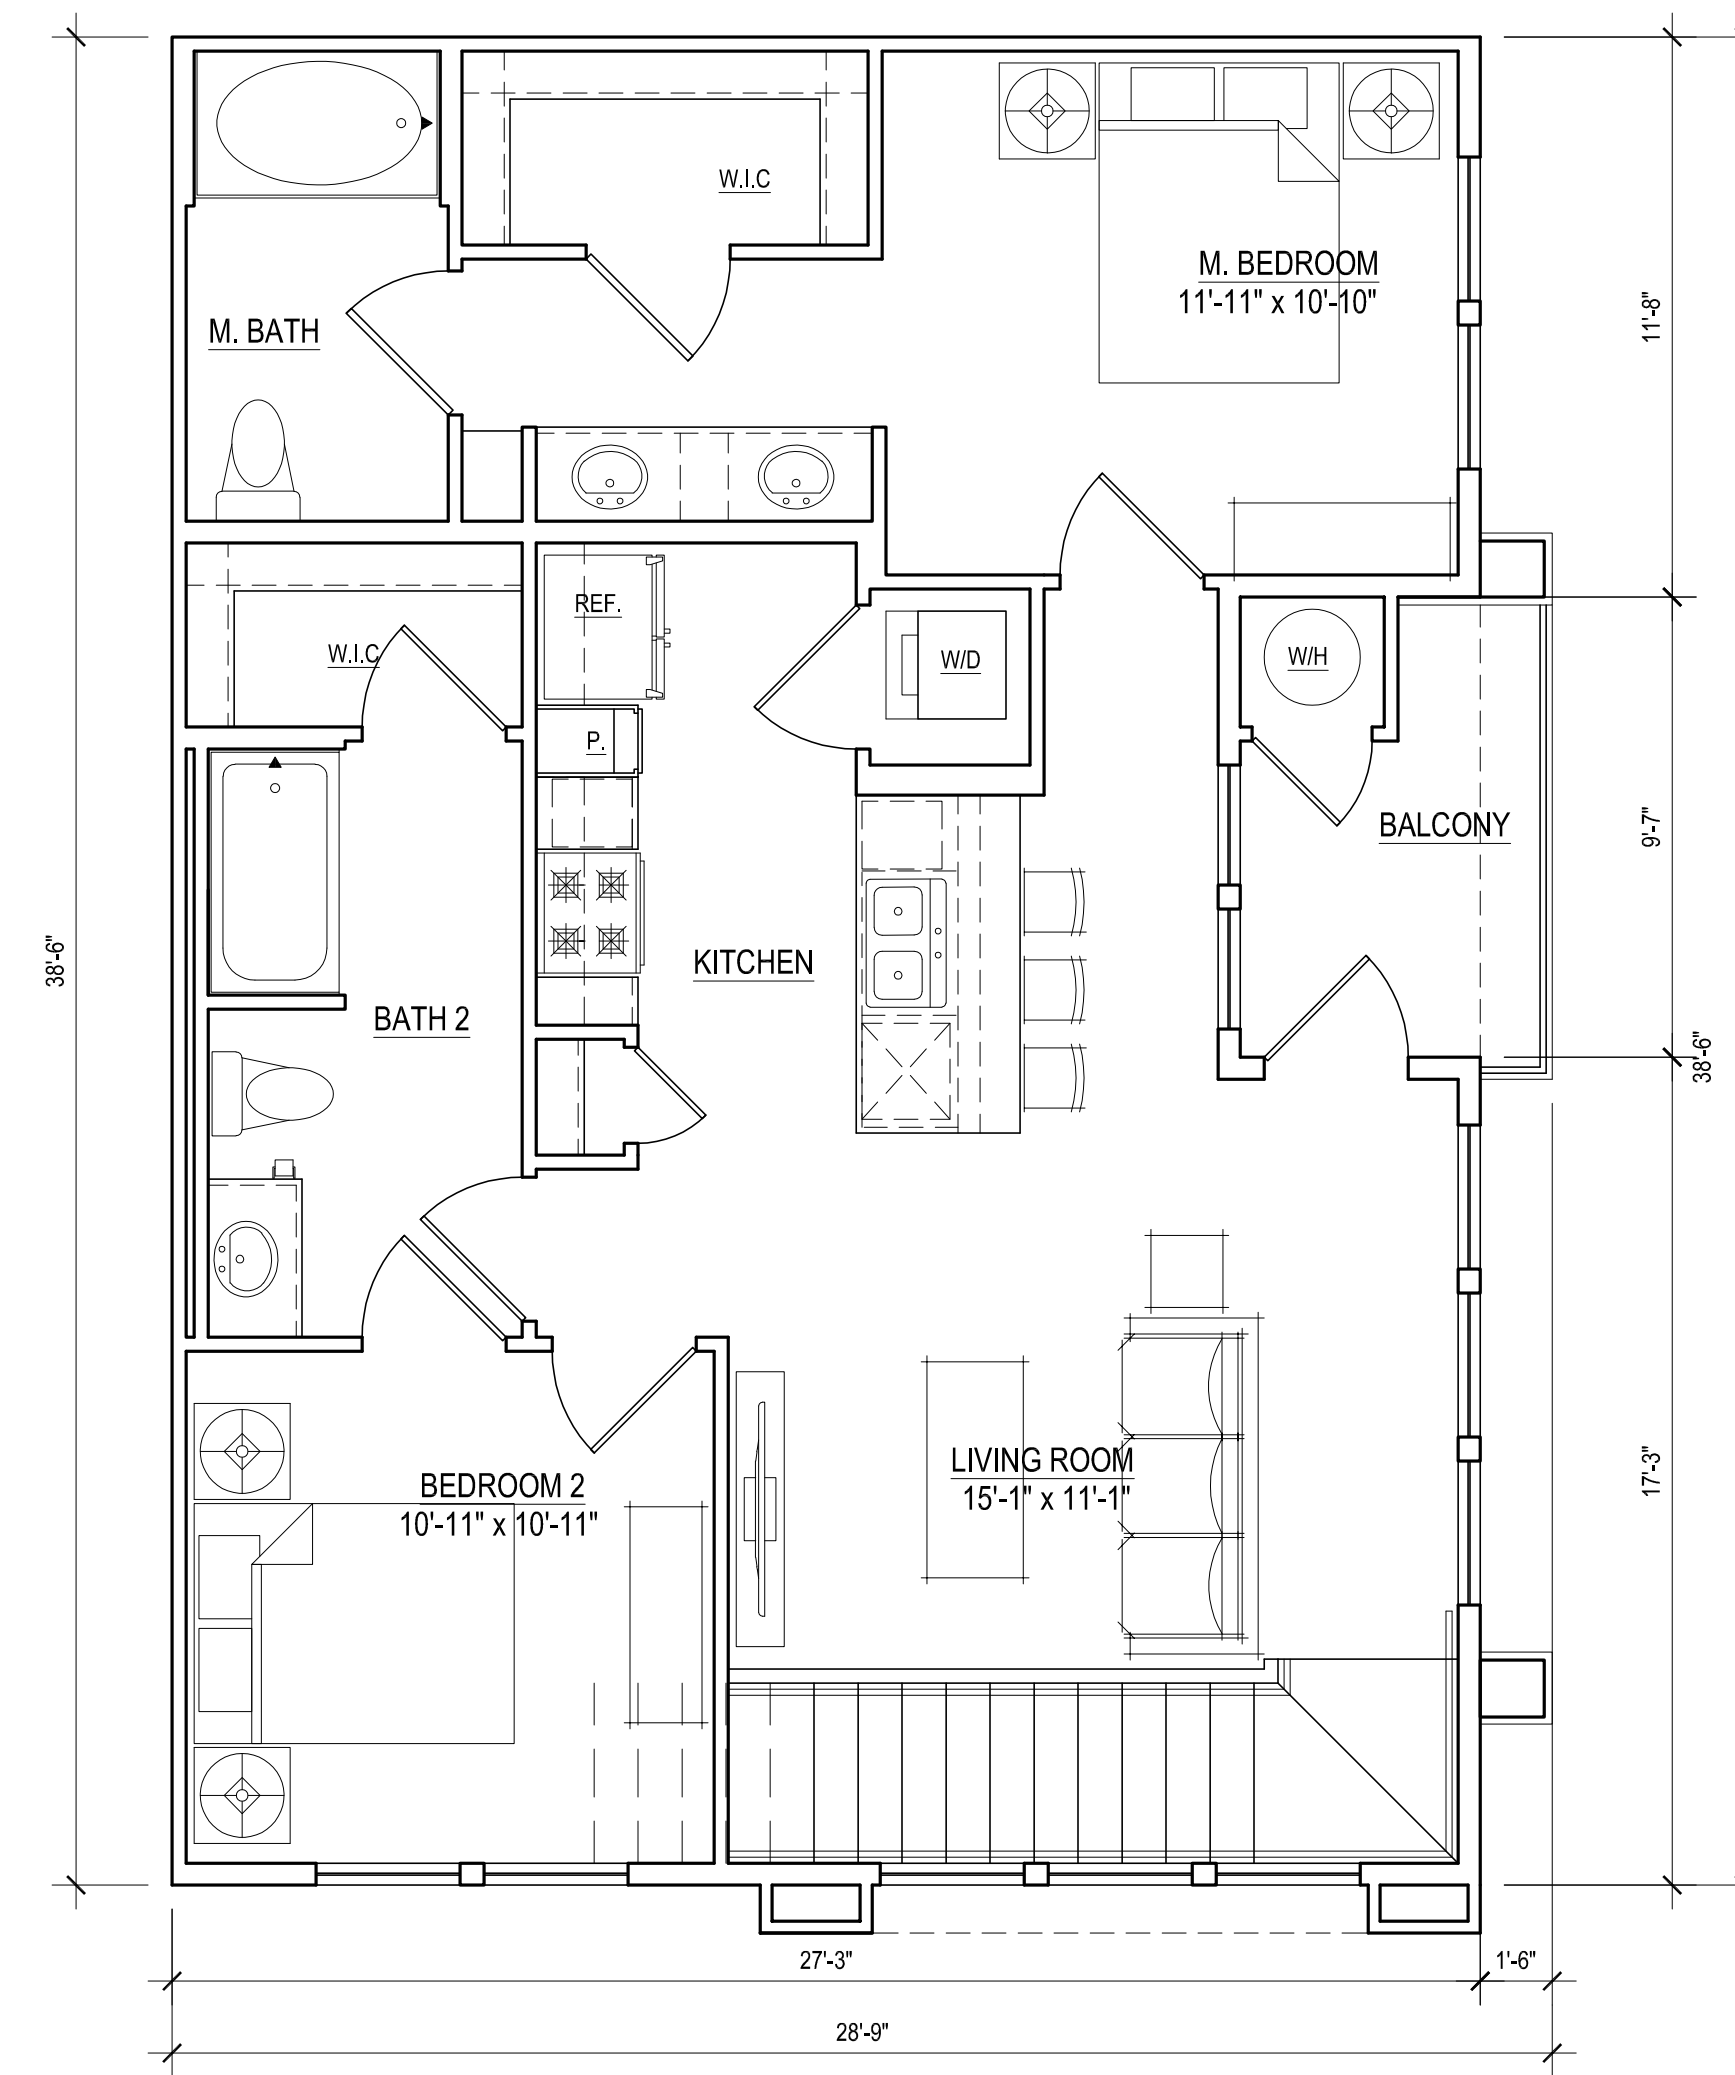 W.I.C
M. BEDROOM
11'-11" x 10'-10"
M. BATH
11'-8"
REF.
W.I.C
W/D
W/H
P.
BALCONY
9'-7"
38'-6"
KITCHEN
BATH 2
38'-6"
LIVING ROOM
15'-1" x 11'-1"
17'-3"
BEDROOM 2
10'-11" x 10'-11"
27'-3"
1'-6"
28'-9"